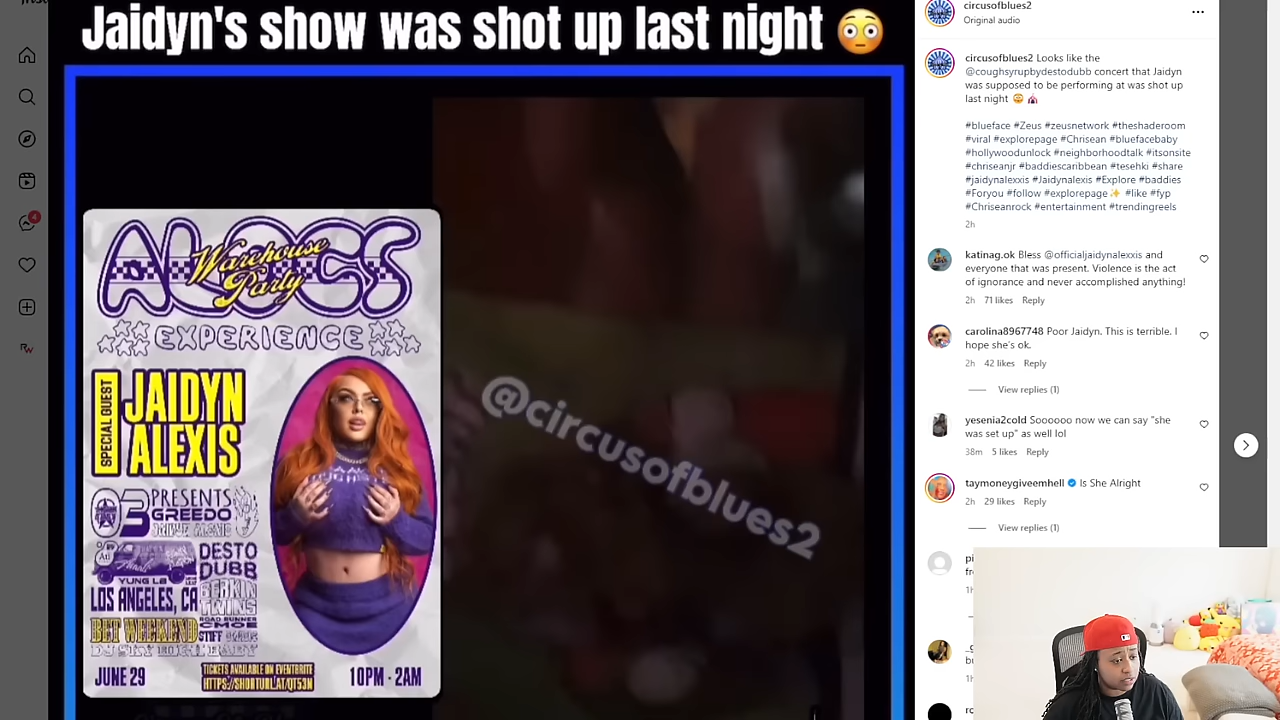 Jaidyn's show was shot up last night 😳
Warehouse
Party
EXPERIENCE
SPECIAL GUEST
JAIDYN
ALEXIS
03
PRESENTS
GREEDO
DESTO
DUBB
YUNG LB
LOS ANGELES, CA
BET WEEKEND
STIFF
JUNE 29
TICKETS AVAILABLE ON EVENTBRITE
10PM - 2AM
@circusofblues2
circusofblues2
Original audio
circusofblues2 Looks like the
@coughsyrupbydestodubb concert that Jaidyn
was supposed to be performing at was shot up
last night
#blueface #Zeus #zeusnetwork #theshaderoom
#viral #explorepage #Chrisean #bluefacebaby
#hollywoodunlock #neighborhoodtalk #itsonsite
#chriseanjr #baddiescaribbean #tesehki #share
#jaidynalexxis #Jaidynalexis #Explore #baddies
#Foryou #follow #explorepage✨ #like #fyp
#Chriseanrock #entertainment #trendingreels
2h
katinag.ok Bless @officialjaidynalexxis and
everyone that was present. Violence is the act
of ignorance and never accomplished anything!
2h 71 likes Reply
carolina8967748 Poor Jaidyn. This is terrible. I
hope she's ok.
2h 42 likes Reply
View replies (1)
yesenia2cold Soooooo now we can say "she
was set up" as well lol
38m 5 likes Reply
taymoneygiveemhell Is She Alright
2h 29 likes Reply
View replies (1)
4
RW